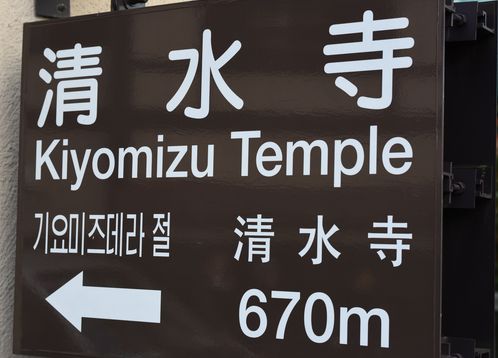 清水寺
Kiyomizu Temple
기요미즈데라 절 清水寺
← 670m